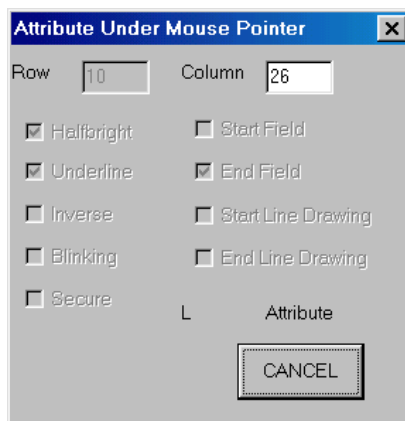 Attribute Under Mouse Pointer
Row 10 Column 26
Halfbright Start Field
Underline End Field
Inverse Start Line Drawing
Blinking End Line Drawing
Secure
L Attribute
CANCEL